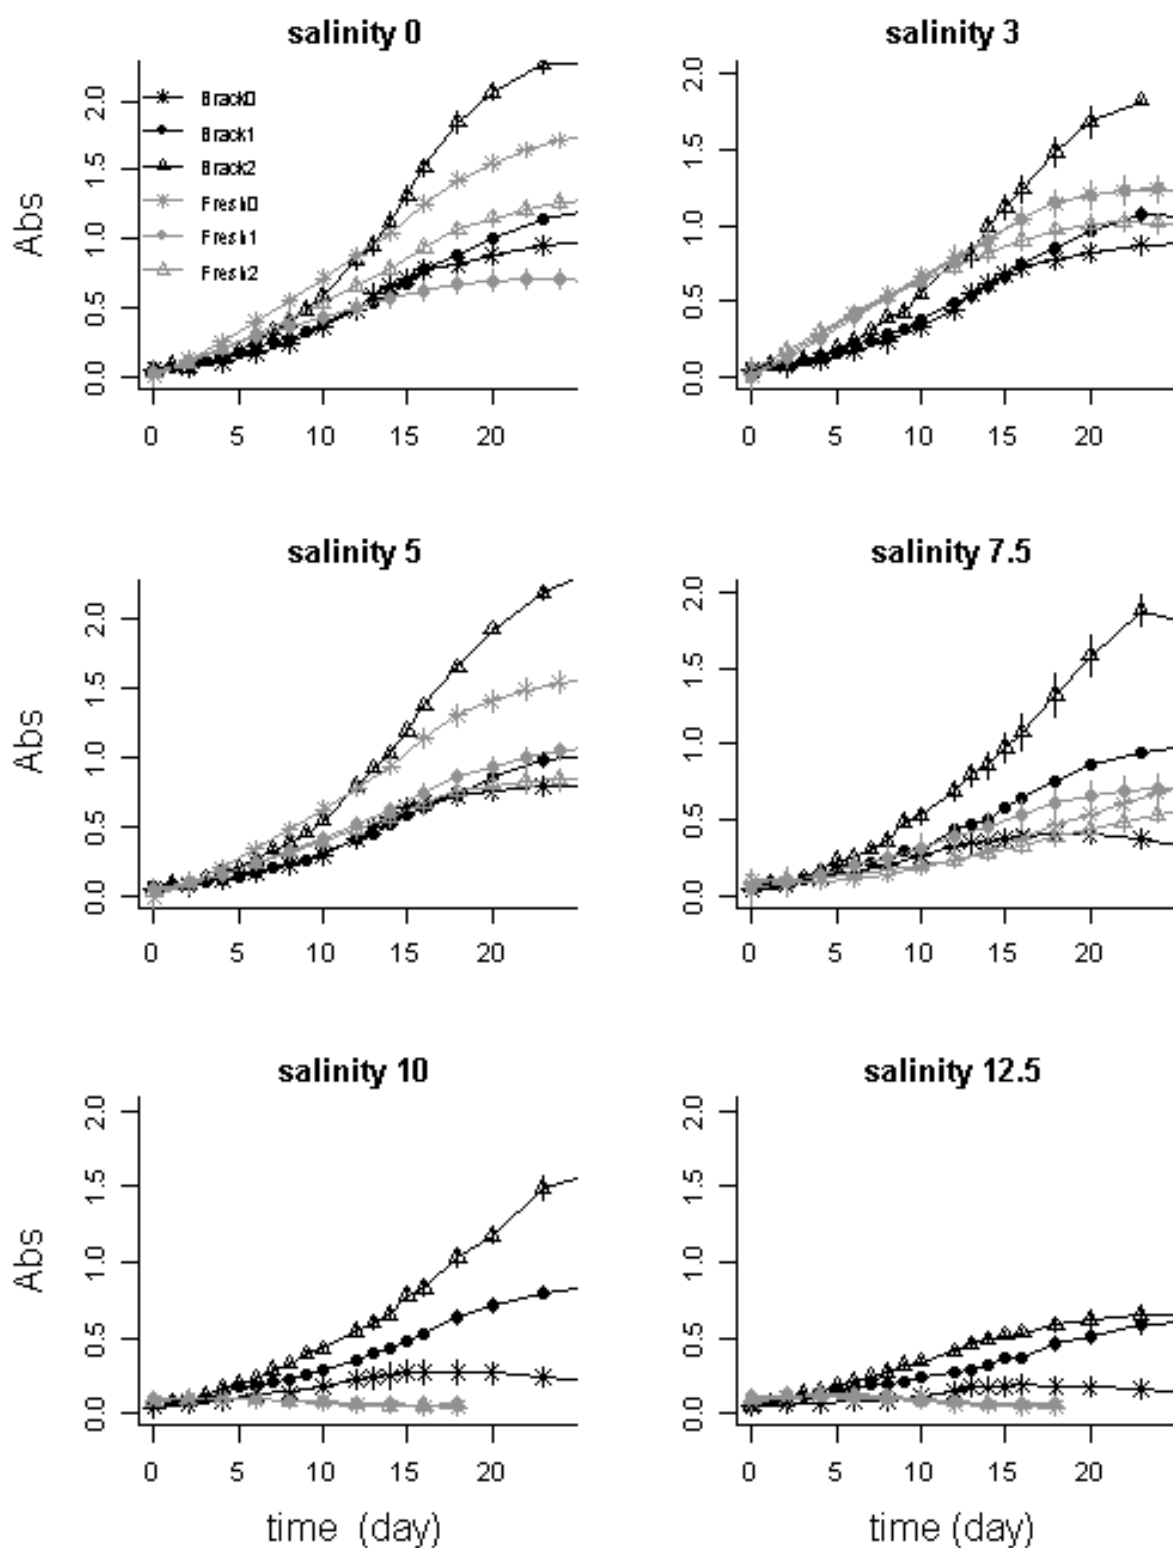 salinity 0
salinity 3
Abs
0.0 0.5 1.0 1.5 2.0
Brack0
Brack1
Brack2
Fresh0
Fresh1
Fresh2
0 5 10 15 20
0.0 0.5 1.0 1.5 2.0
0 5 10 15 20
salinity 5
salinity 7.5
Abs
0.0 0.5 1.0 1.5 2.0
0 5 10 15 20
0.0 0.5 1.0 1.5 2.0
0 5 10 15 20
salinity 10
salinity 12.5
Abs
0.0 0.5 1.0 1.5 2.0
0 5 10 15 20
time (day)
0.0 0.5 1.0 1.5 2.0
0 5 10 15 20
time (day)